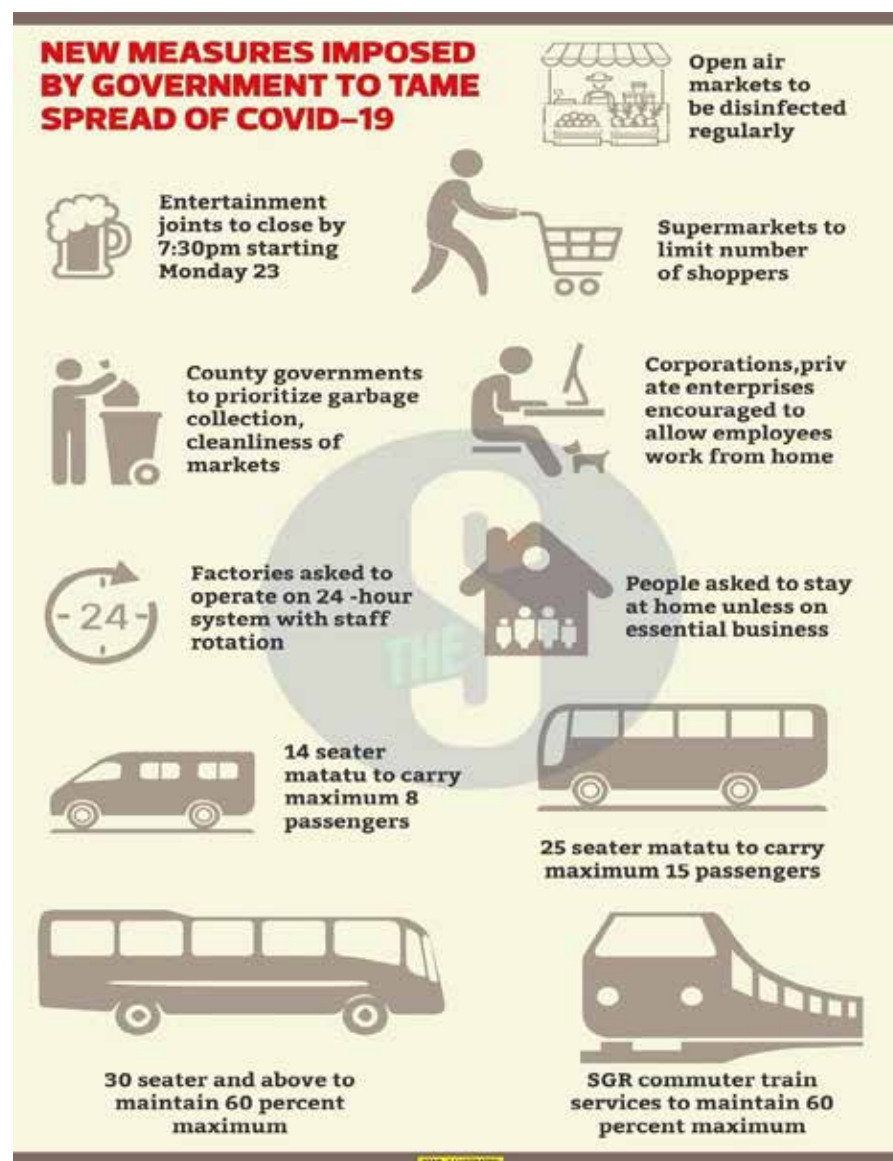 NEW MEASURES IMPOSED
BY GOVERNMENT TO TAME
SPREAD OF COVID–19
Open air
markets to
be disinfected
regularly
Entertainment
joints to close by
7:30pm starting
Monday 23
Supermarkets to
limit number
of shoppers
County governments
to prioritize garbage
collection,
cleanliness of
markets
Corporations,priv
ate enterprises
encouraged to
allow employees
work from home
24
Factories asked to
operate on 24 -hour
system with staff
rotation
People asked to stay
at home unless on
essential business
THE
S
14 seater
matatu to carry
maximum 8
passengers
25 seater matatu to carry
maximum 15 passengers
30 seater and above to
maintain 60 percent
maximum
SGR commuter train
services to maintain 60
percent maximum